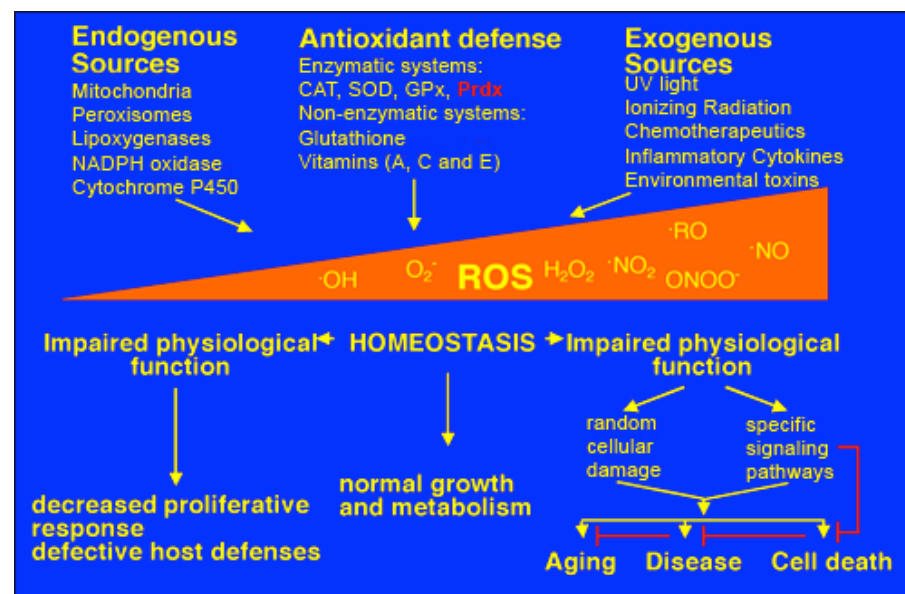 Endogenous
Sources
Mitochondria
Peroxisomes
Lipoxygenases
NADPH oxidase
Cytochrome P450
Antioxidant defense
Enzymatic systems:
CAT, SOD, GPx, Prdx
Non-enzymatic systems:
Glutathione
Vitamins (A, C and E)
Exogenous
Sources
UV light
Ionizing Radiation
Chemotherapeutics
Inflammatory Cytokines
Environmental toxins
·OH O₂⁻ ROS H₂O₂ ·NO₂ ·RO ONOO⁻ ·NO
Impaired physiological
function
HOMEOSTASIS
Impaired physiological
function
random
cellular
damage
specific
signaling
pathways
decreased proliferative
response
defective host defenses
normal growth
and metabolism
Aging Disease Cell death